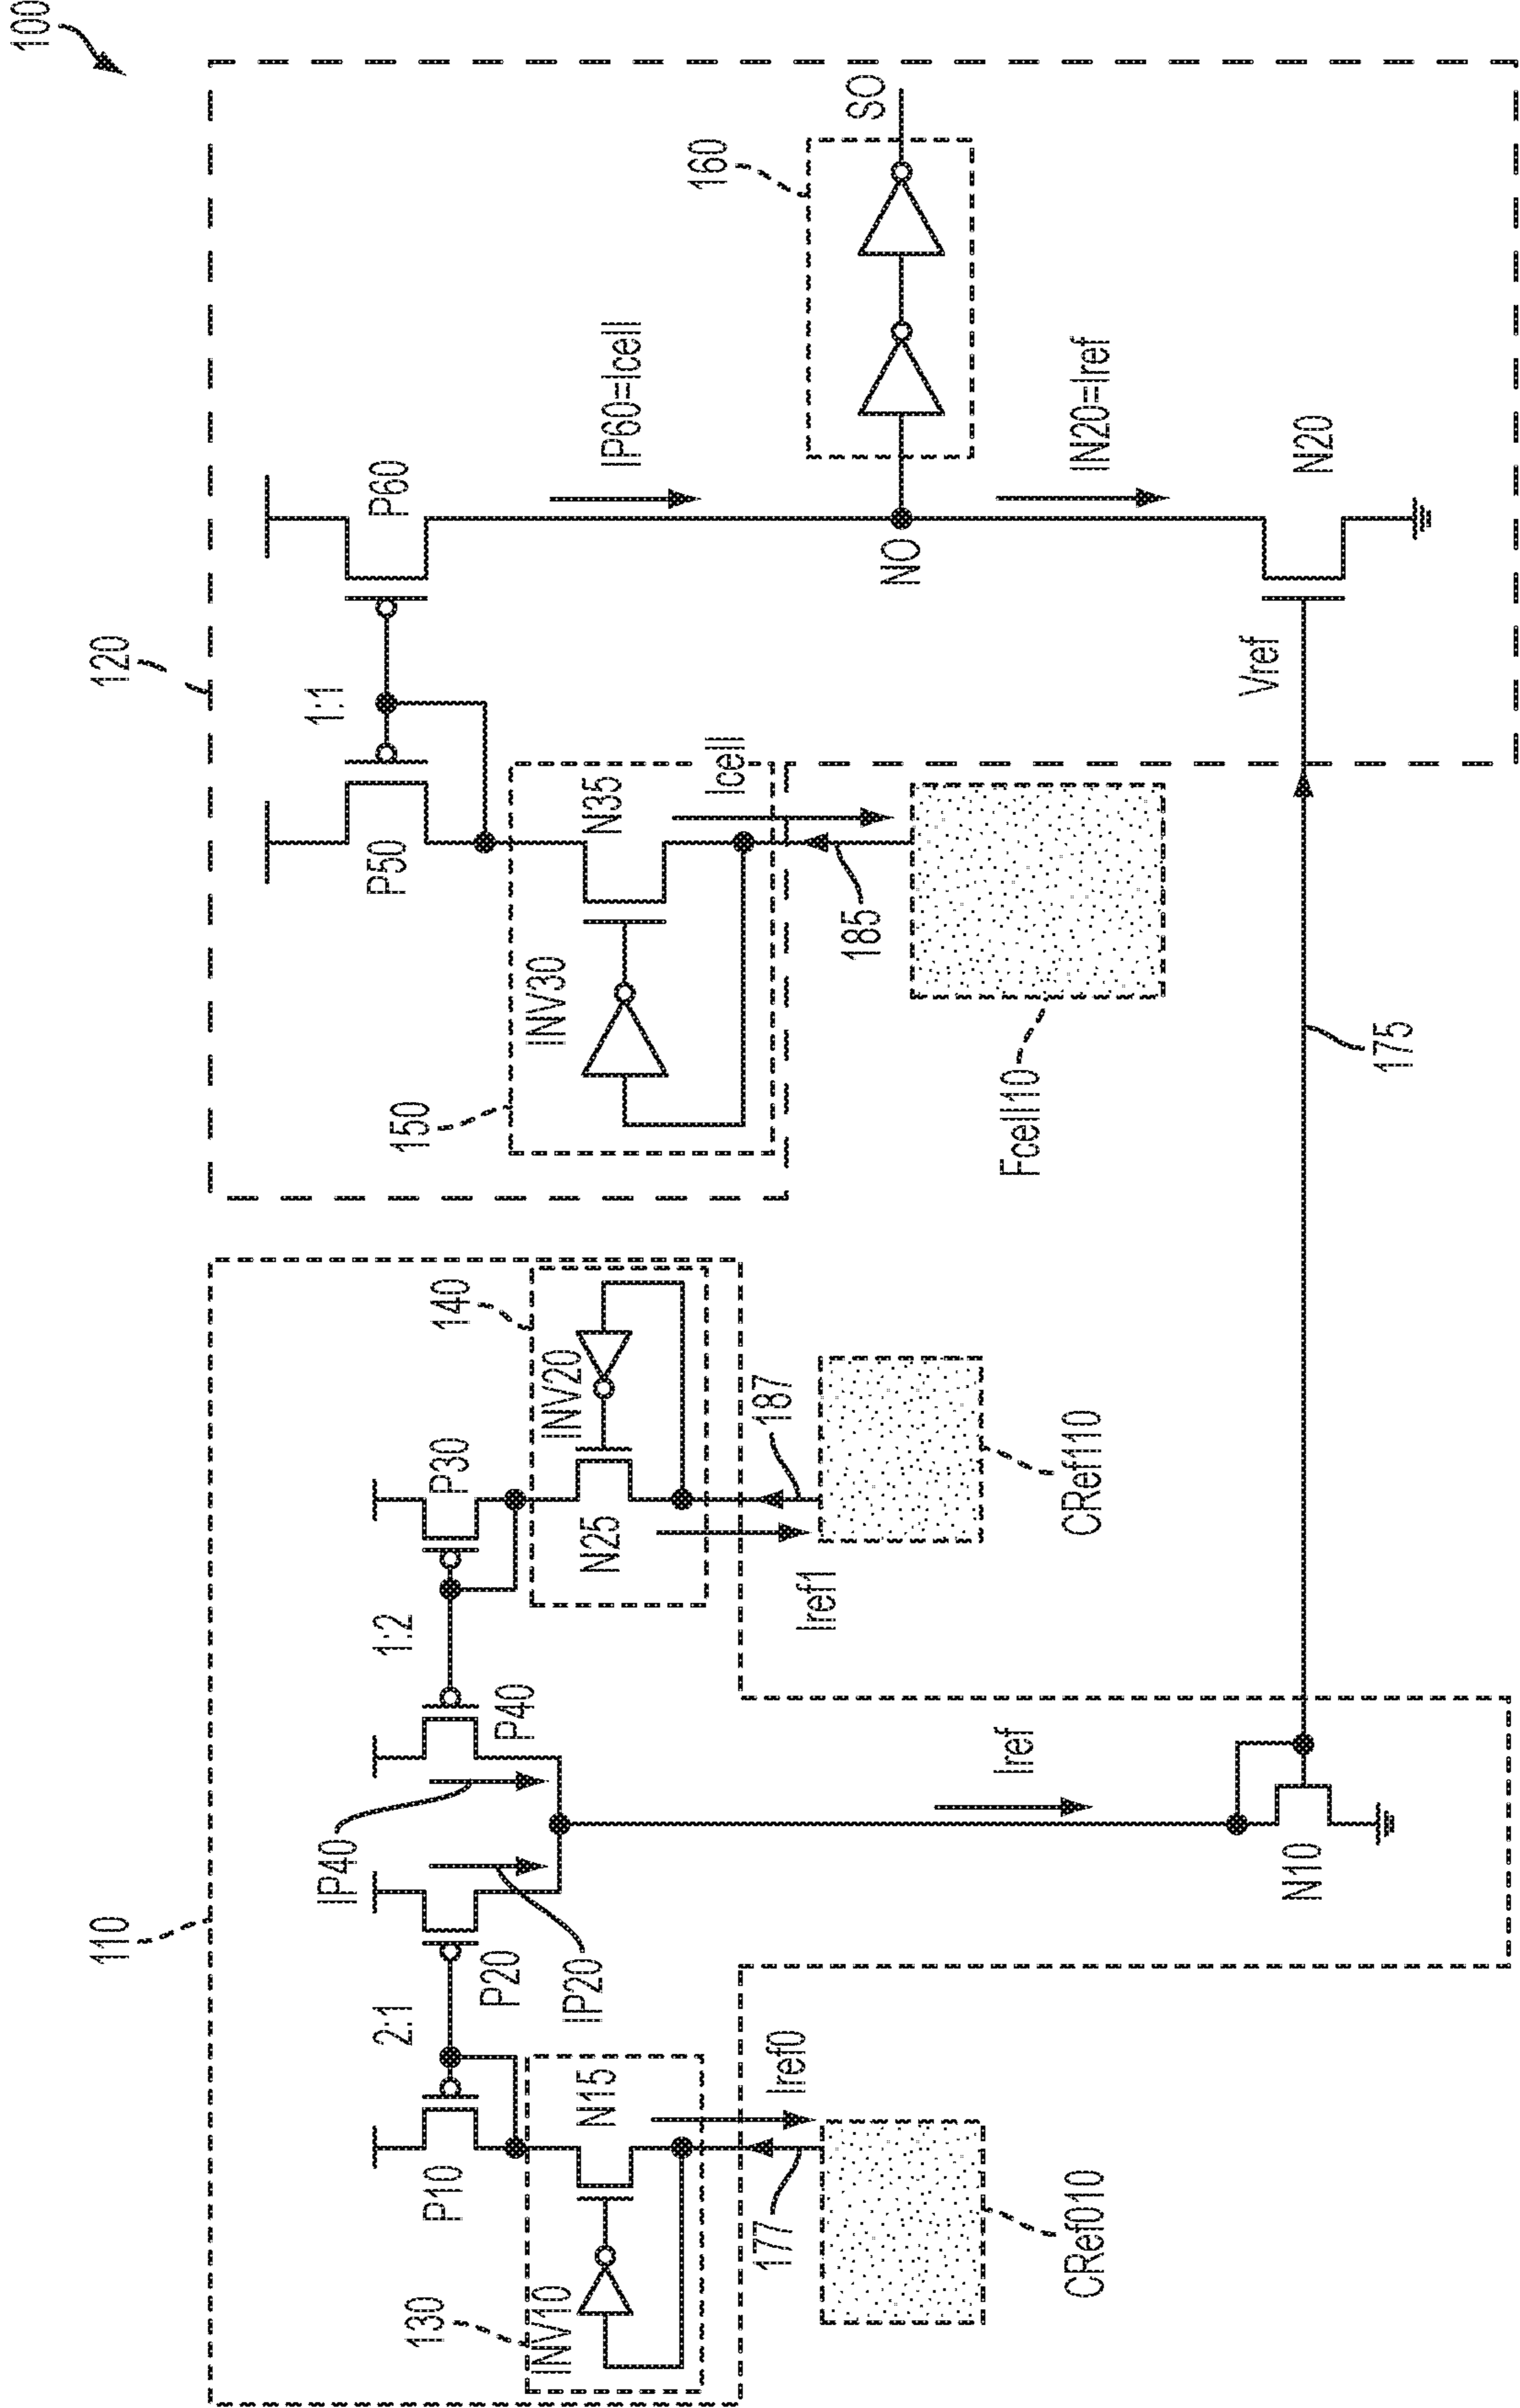 100
110
120
P10
2:1
P20
IP20
IP40
P40
1:2
P30
140
INV20
N25
130
INV10
N15
Iref0
177
CRef010
Iref1
187
CRef110
Iref
N10
175
P50
1:1
P60
150
INV30
N35
Icell
185
Fcell10
IP60=Icell
160
SO
NO
IN20=Iref
Vref
N20